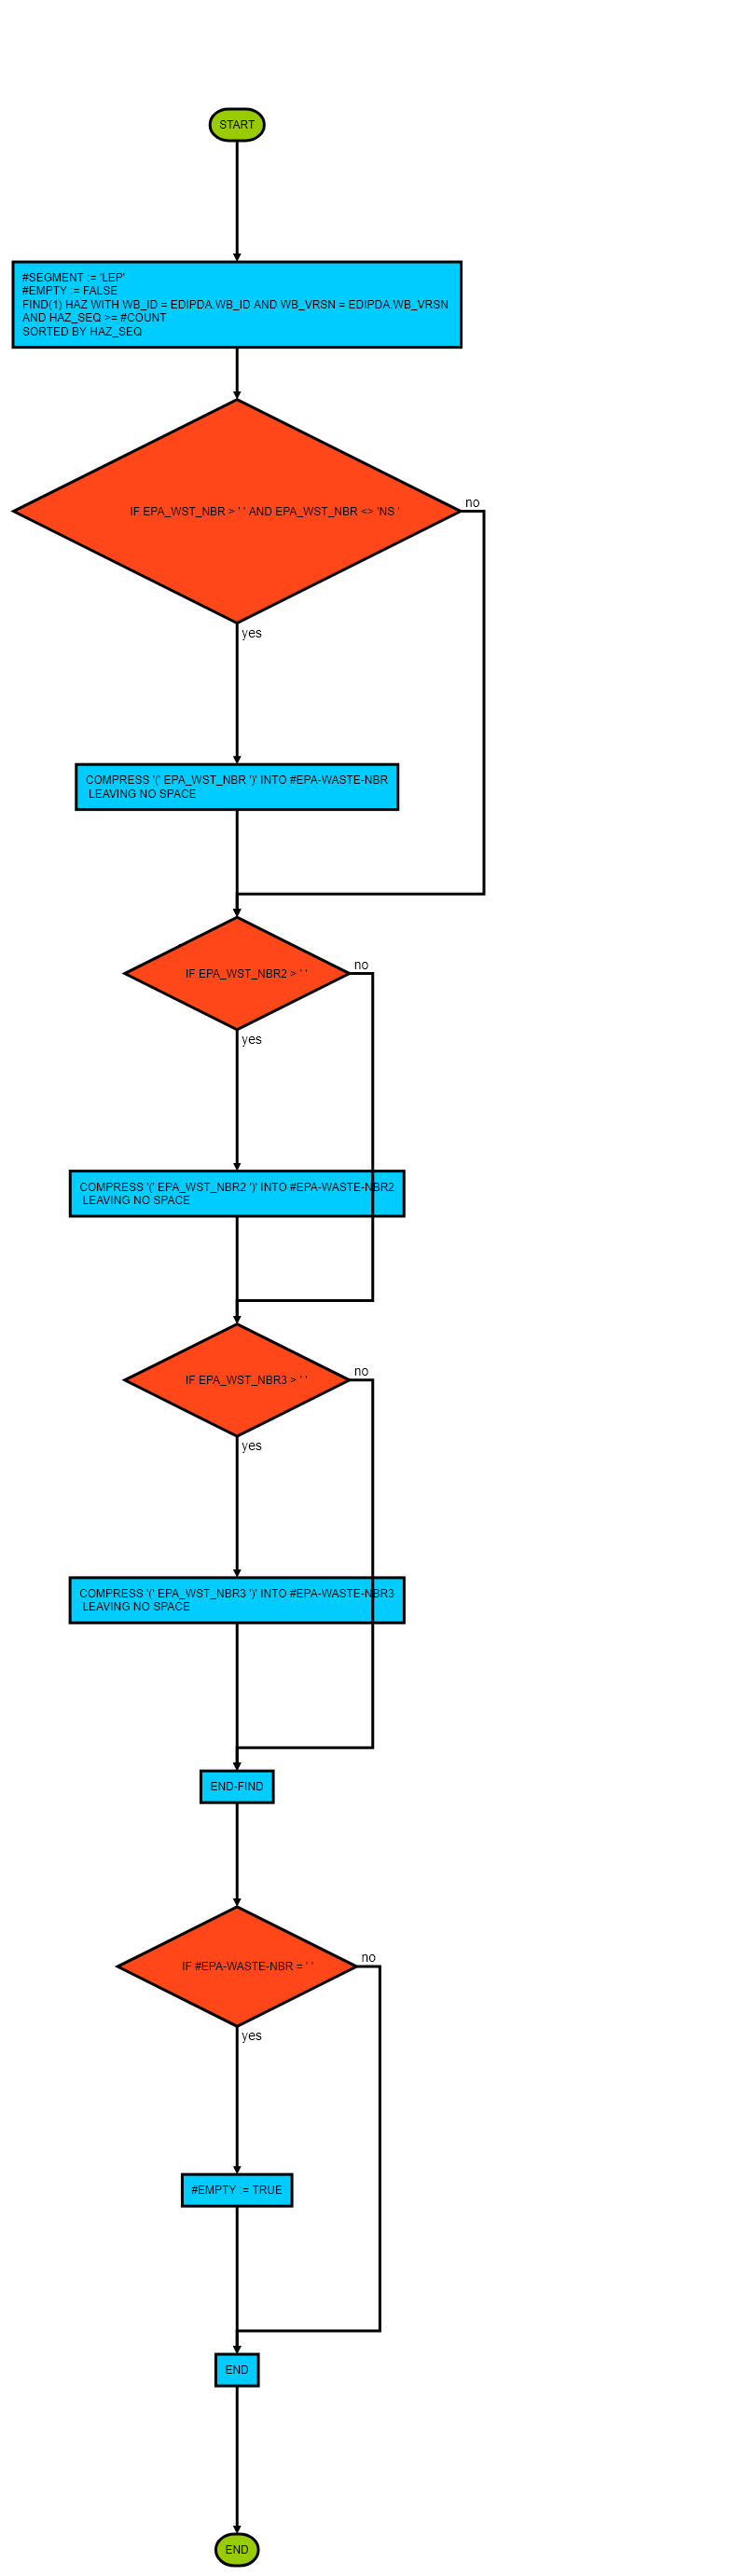 START
#SEGMENT := 'LEP'
#EMPTY := FALSE
FIND(1) HAZ WITH WB_ID = EDIPDA.WB_ID AND WB_VRSN = EDIPDA.WB_VRSN
AND HAZ_SEQ >= #COUNT
SORTED BY HAZ_SEQ
IF EPA_WST_NBR > ' ' AND EPA_WST_NBR <> 'NS '
no
yes
COMPRESS '(' EPA_WST_NBR ')' INTO #EPA-WASTE-NBR
LEAVING NO SPACE
IF EPA_WST_NBR2 > ' '
no
yes
COMPRESS '(' EPA_WST_NBR2 ')' INTO #EPA-WASTE-NBR2
LEAVING NO SPACE
IF EPA_WST_NBR3 > ' '
no
yes
COMPRESS '(' EPA_WST_NBR3 ')' INTO #EPA-WASTE-NBR3
LEAVING NO SPACE
END-FIND
IF #EPA-WASTE-NBR = ' '
no
yes
#EMPTY := TRUE
END
END